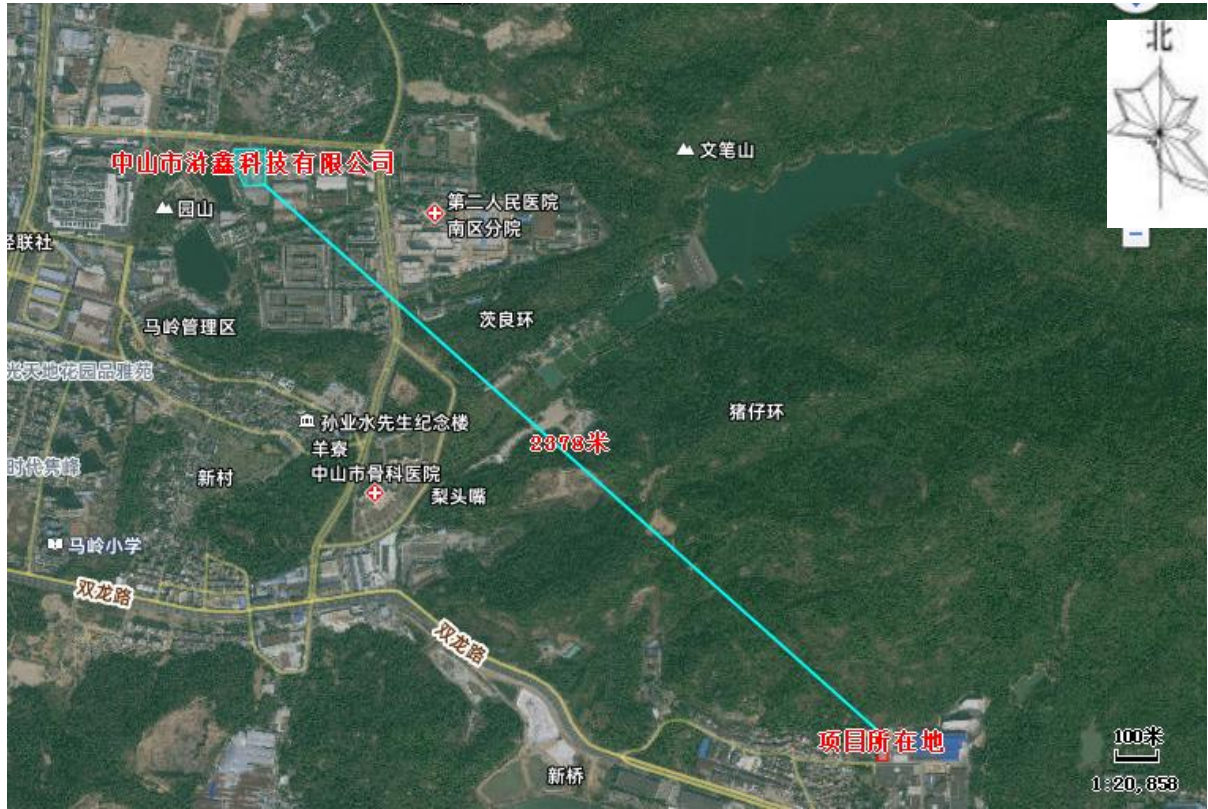 北
中山市澣鑫科技有限公司
文笔山
第二人民医院
南区分院
园山
经联社
茨良环
马岭管理区
光天地花园品雅苑
猪仔环
孙业水先生纪念楼
2378米
羊寮
时代隽峰
新村
中山市骨科医院
梨头嘴
马岭小学
双龙路
双龙路
项目所在地
100米
新桥
1:20,858